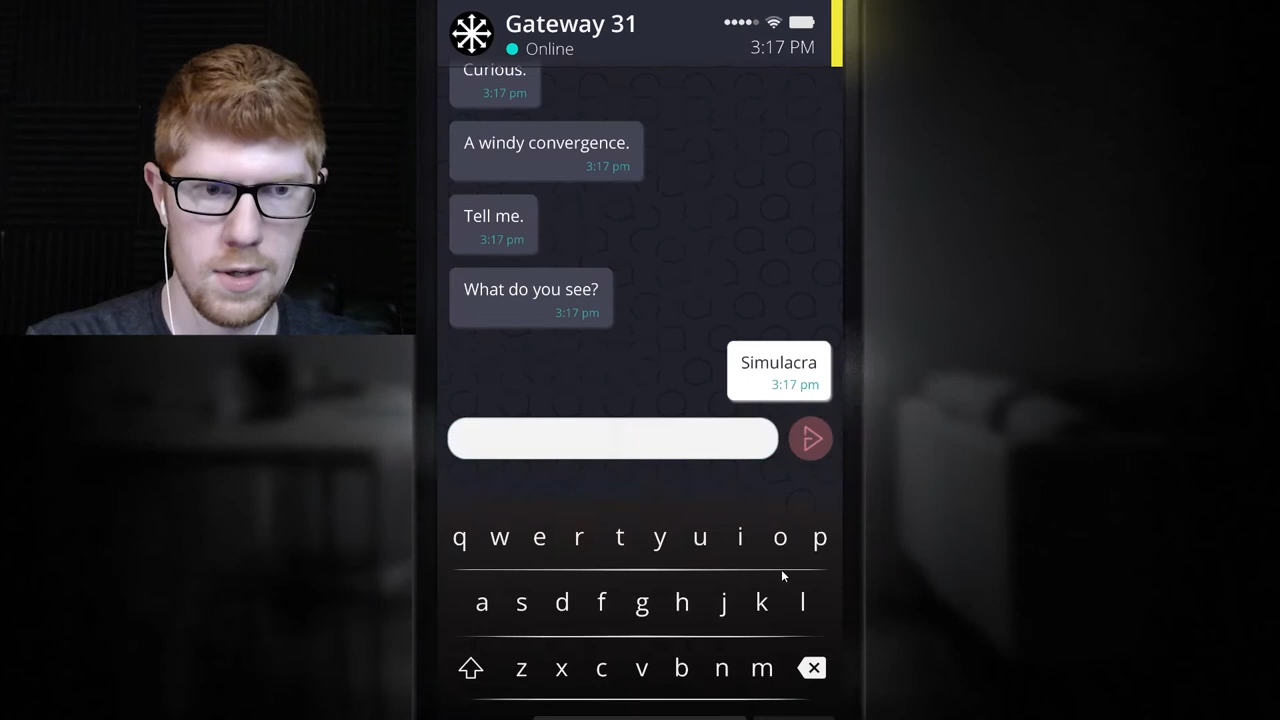 Gateway 31
Online
3:17 PM
Curious.
3:17 pm
A windy convergence.
3:17 pm
Tell me.
3:17 pm
What do you see?
3:17 pm
Simulacra
3:17 pm
q w e r t y u i o p
a s d f g h j k l
z x c v b n m